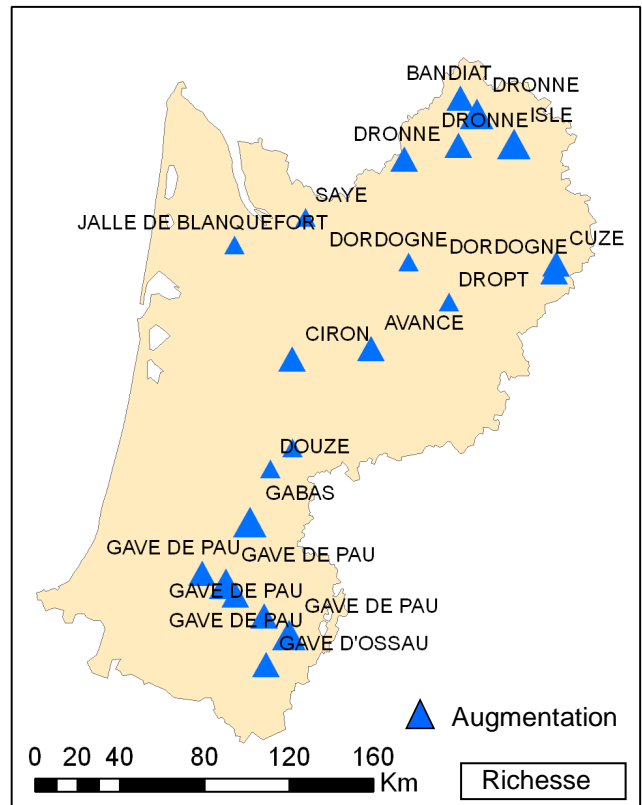 BANDIAT
DRONNE
DRONNE
DRONNE
ISLE
SAYE
JALLE DE BLANQUEFORT
DORDOGNE
DORDOGNE
CUZE
DROPT
AVANCE
CIRON
DOUZE
GABAS
GAVE DE PAU
GAVE DE PAU
GAVE DE PAU
GAVE DE PAU
GAVE DE PAU
GAVE D'OSSAU
Augmentation
0 20 40 80 120 160
Km
Richesse